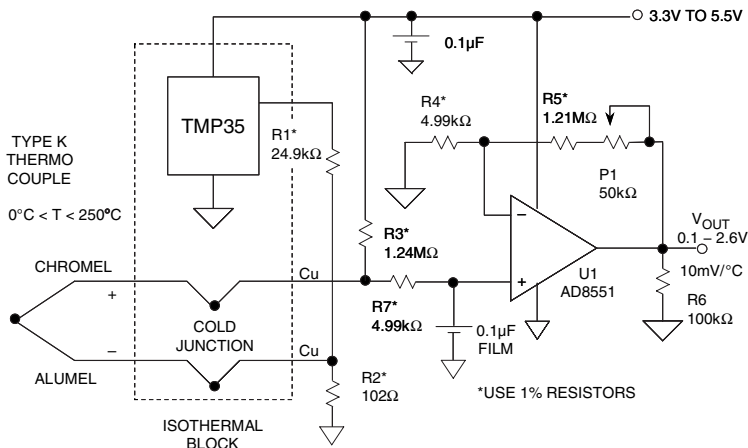 3.3V TO 5.5V
0.1µF
TMP35
R1*
24.9kΩ
R4*
4.99kΩ
R5*
1.21MΩ
P1
50kΩ
TYPE K
THERMO
COUPLE
0°C < T < 250°C
R3*
1.24MΩ
CHROMEL
+
Cu
COLD
JUNCTION
−
ALUMEL
Cu
R7*
4.99kΩ
0.1µF
FILM
−
+
U1
AD8551
VOUT
0.1 – 2.6V
10mV/°C
R6
100kΩ
R2*
102Ω
*USE 1% RESISTORS
ISOTHERMAL
BLOCK